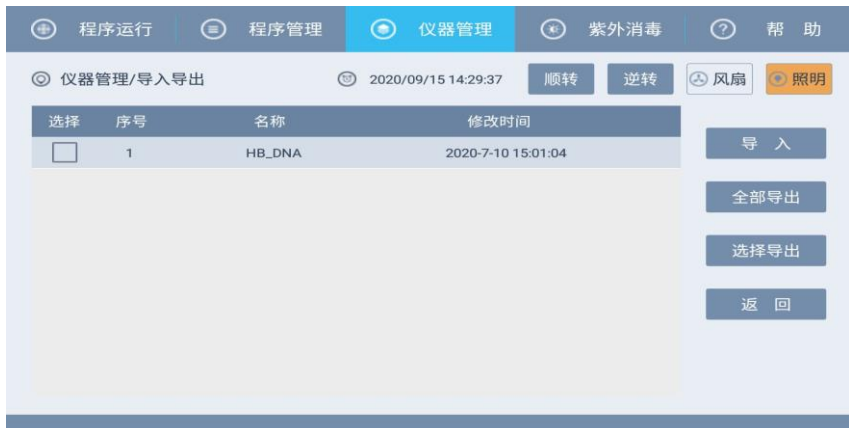 程序运行 程序管理 仪器管理 紫外消毒 帮 助
仪器管理/导入导出 2020/09/15 14:29:37 顺转 逆转 风扇 照明
选择 序号 名称 修改时间
1 HB_DNA 2020-7-10 15:01:04
导 入
全部导出
选择导出
返 回